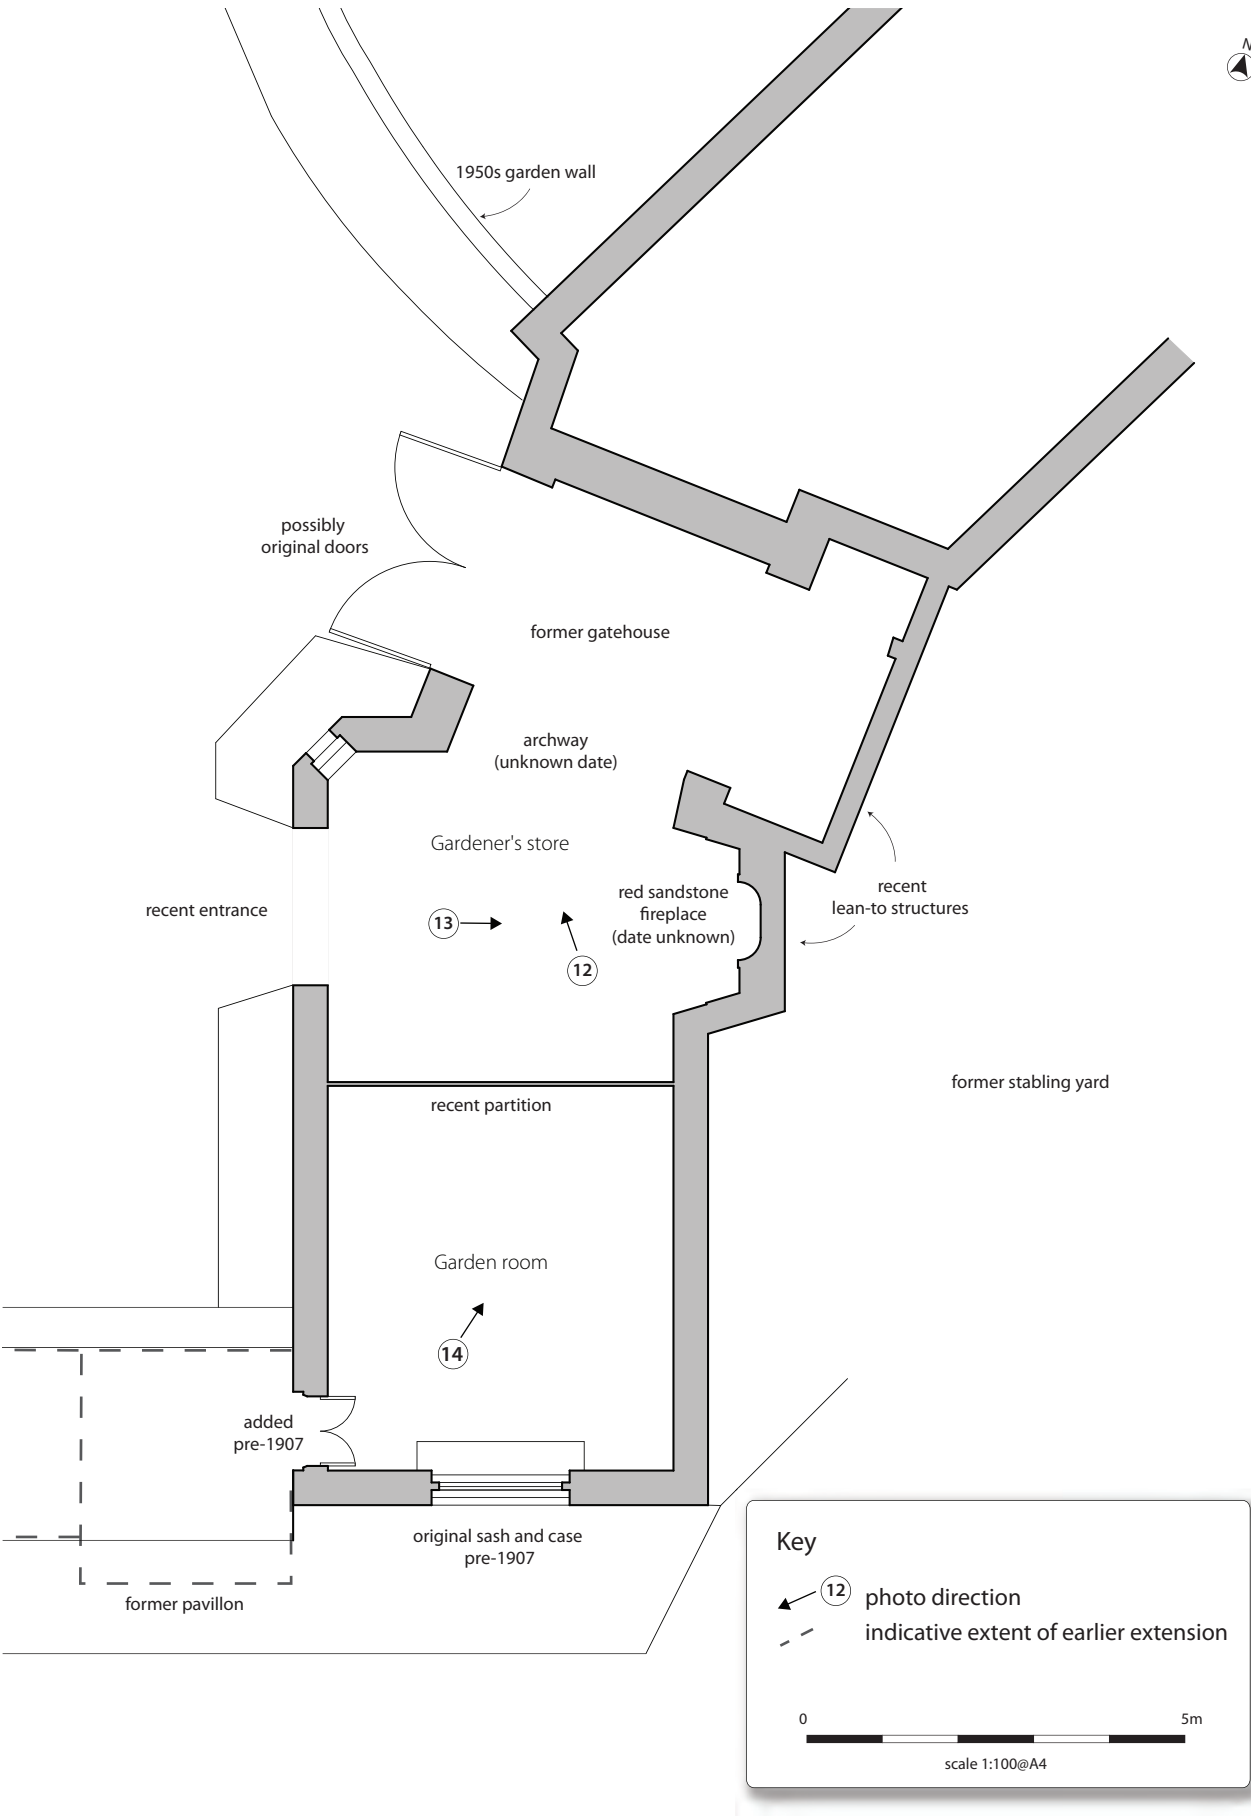 N
1950s garden wall
possibly
original doors
former gatehouse
archway
(unknown date)
Gardener's store
red sandstone
fireplace
(date unknown)
recent
lean-to structures
recent entrance
13
12
former stabling yard
recent partition
Garden room
14
added
pre-1907
original sash and case
pre-1907
former pavillon
Key
12 photo direction
indicative extent of earlier extension
0 5m
scale 1:100@A4